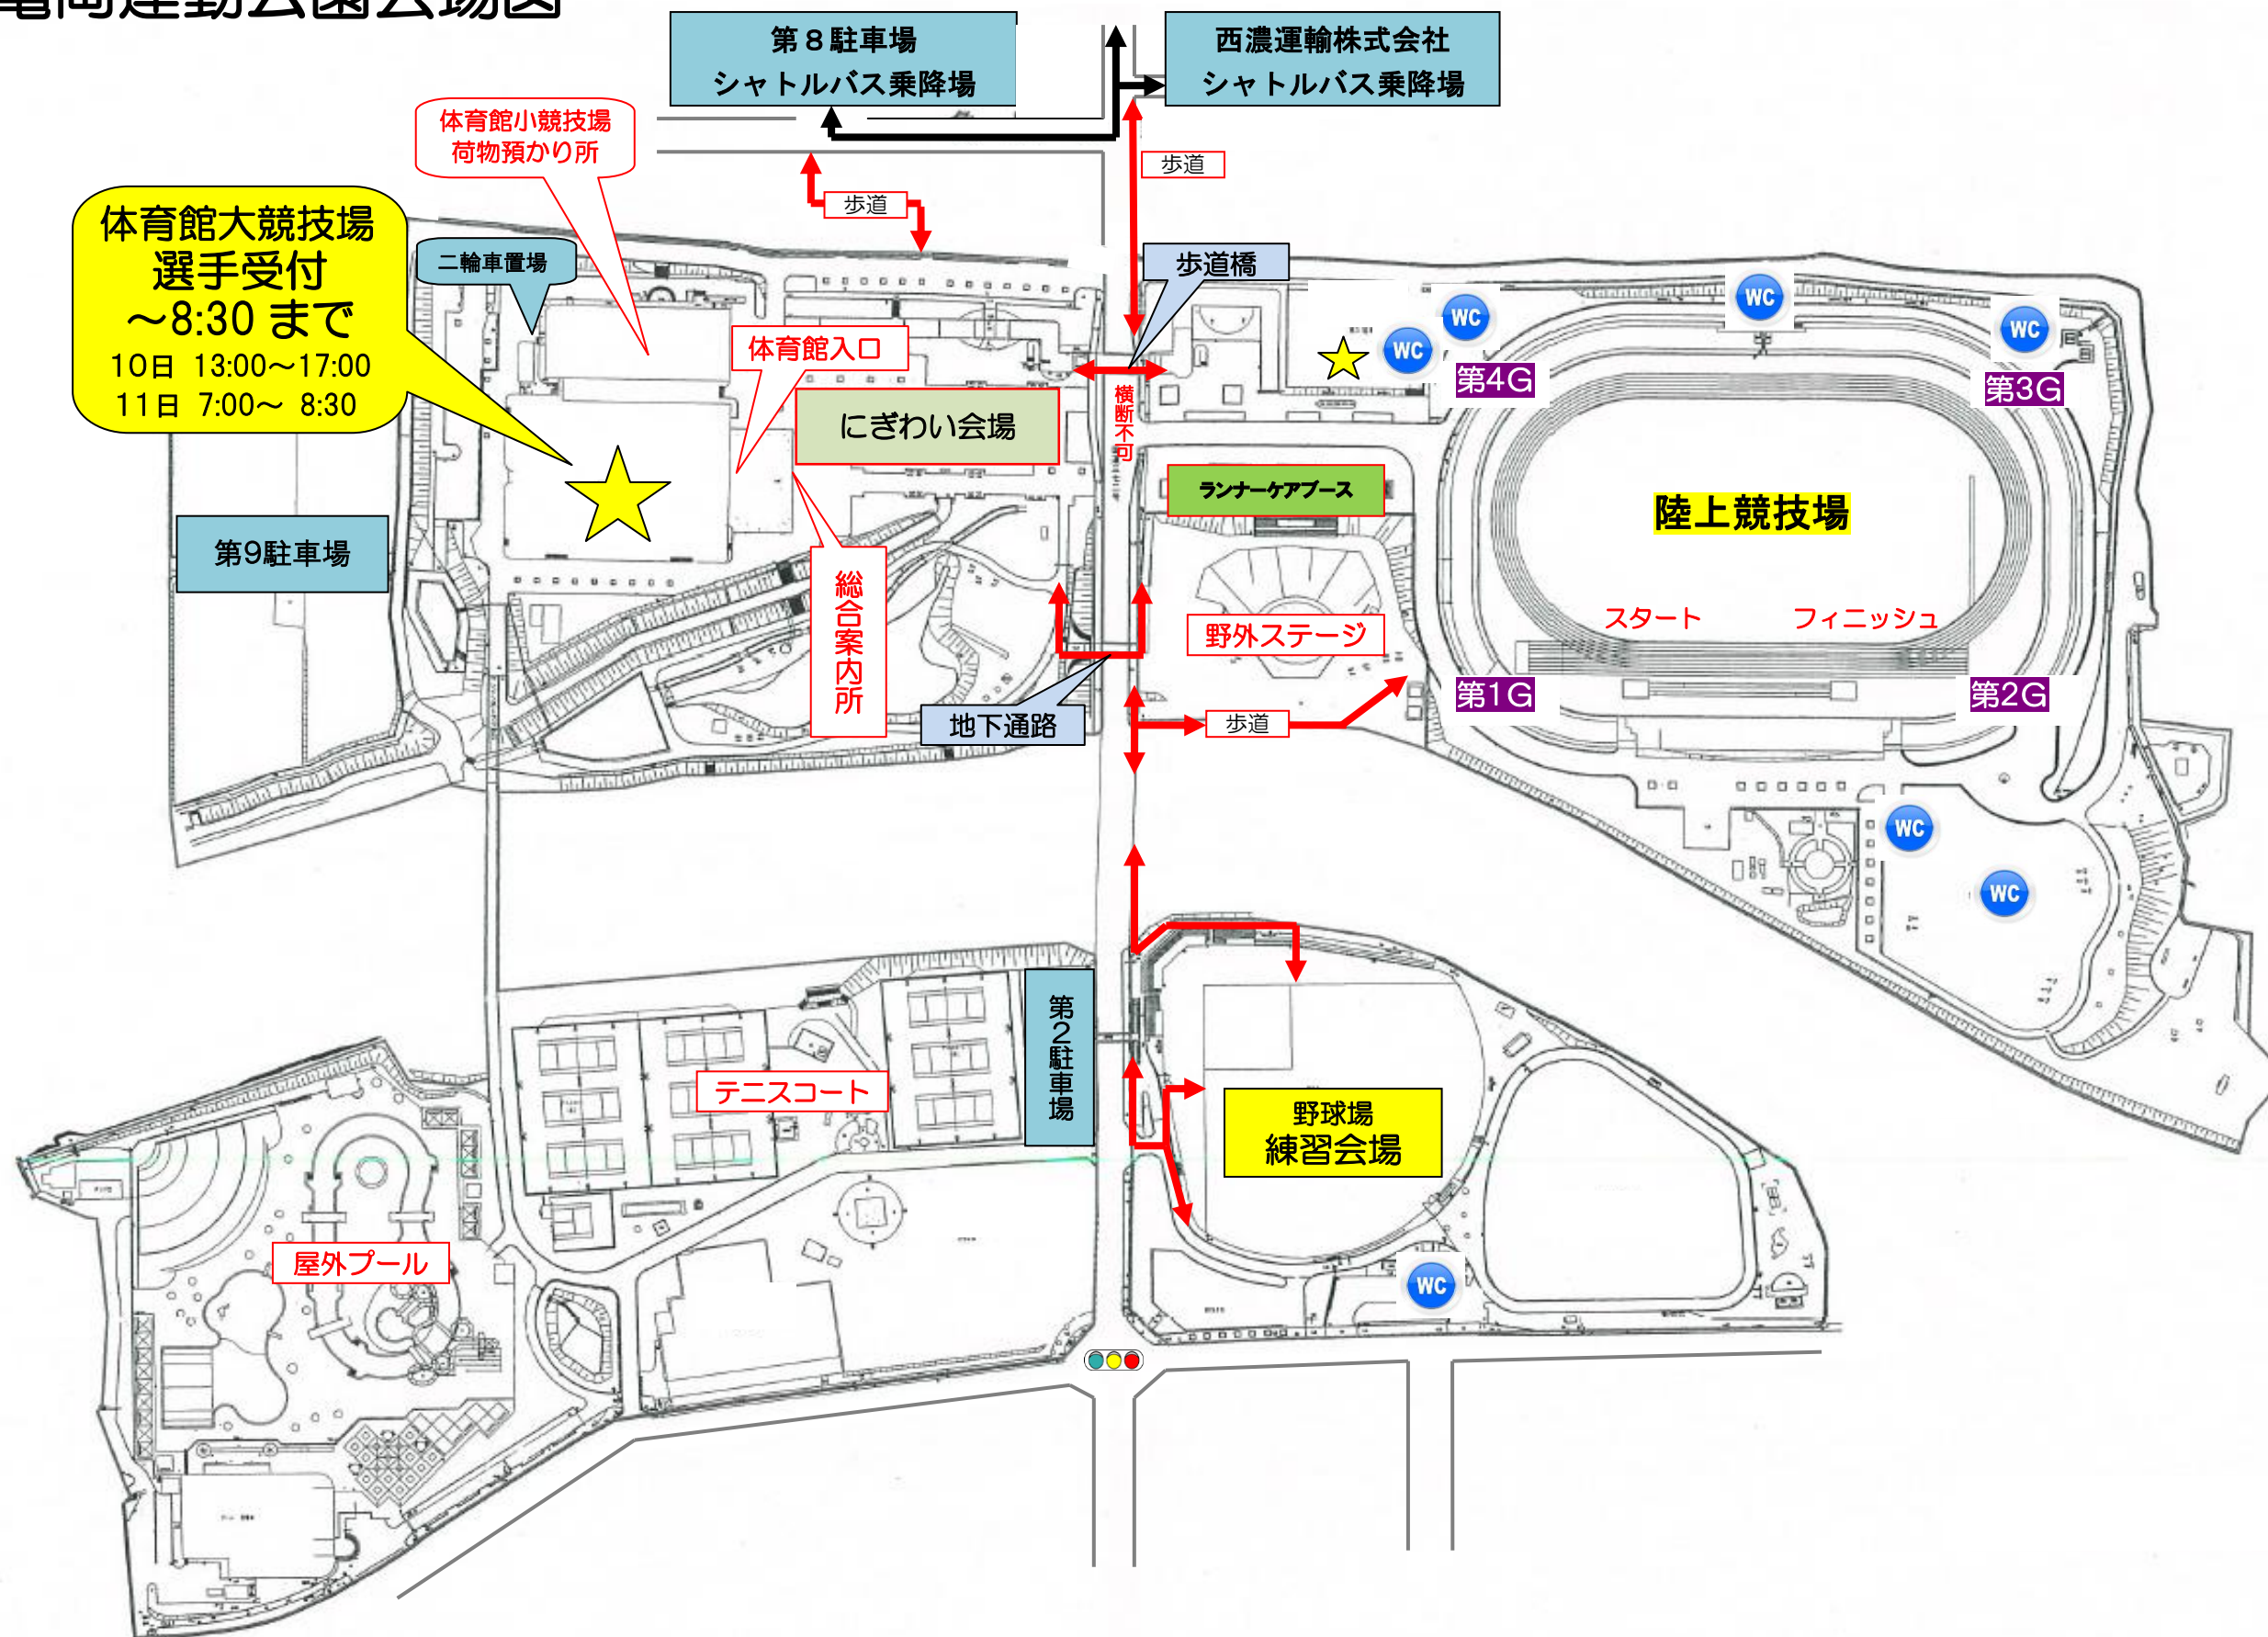 亀岡運動公園会場図
第8駐車場
シャトルバス乗降場
西濃運輸株式会社
シャトルバス乗降場
体育館小競技場
荷物預かり所
歩道
歩道
体育館大競技場
選手受付
～8:30 まで
10日 13:00～17:00
11日 7:00～ 8:30
二輪車置場
歩道橋
WC
WC
WC
WC
体育館入口
第4G
第3G
横断不可
にぎわい会場
ランナーケアブース
陸上競技場
第9駐車場
総合案内所
野外ステージ
スタート
フィニッシュ
第1G
第2G
地下通路
歩道
WC
WC
第2駐車場
テニスコート
野球場
練習会場
屋外プール
WC